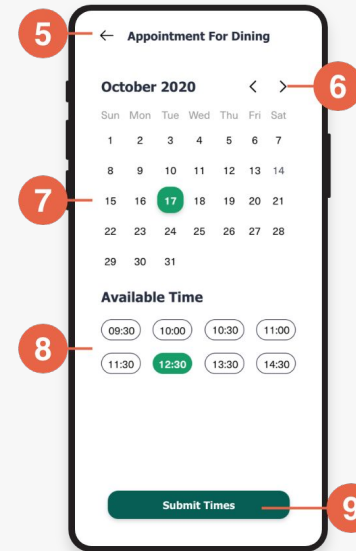 5 ← Appointment For Dining
October 2020 < > 6
Sun Mon Tue Wed Thu Fri Sat
1 2 3 4 5 6 7
8 9 10 11 12 13 14
7 15 16 17 18 19 20 21
22 23 24 25 26 27 28
29 30 31
Available Time
09:30 10:00 10:30 11:00
8
11:30 12:30 13:30 14:30
Submit Times 9